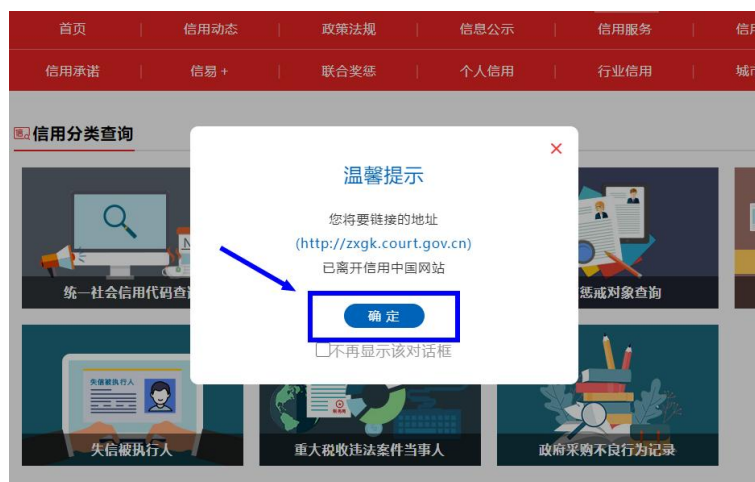 首页 信用动态 政策法规 信息公示 信用服务
信用承诺 信易+ 联合奖惩 个人信用 行业信用
信用分类查询
温馨提示
您将要链接的地址
(http://zxgk.court.gov.cn)
已离开信用中国网站
确定
不再显示该对话框
统一社会信用代码查
惩戒对象查询
失信被执行人
失信被执行人
重大税收违法案件当事人
政府采购不良行为记录